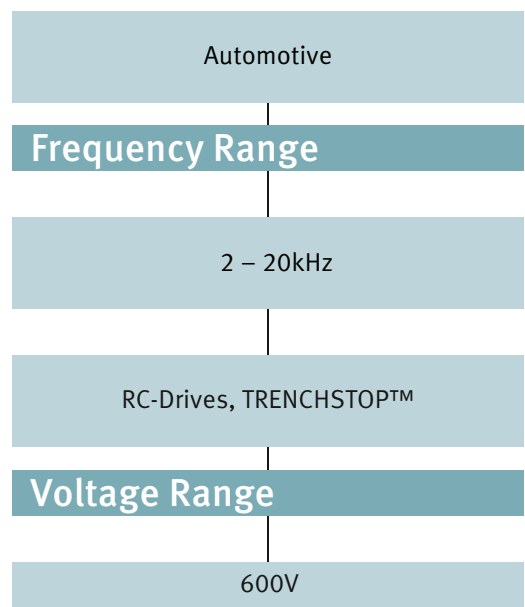 Automotive
Frequency Range
2 – 20kHz
RC-Drives, TRENCHSTOP™
Voltage Range
600V